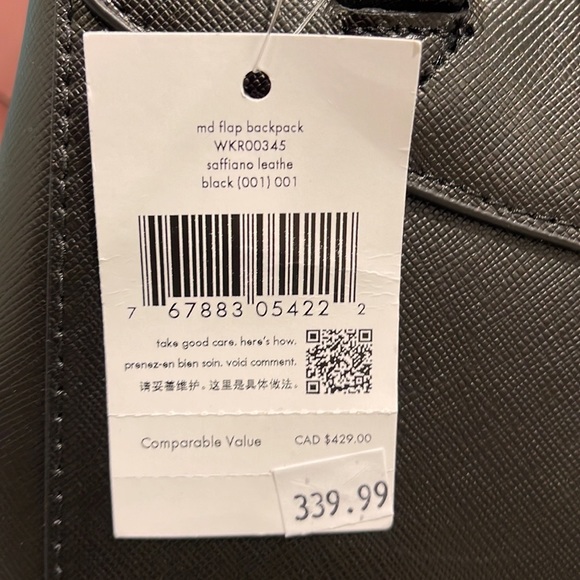 md flap backpack
WKR00345
saffiano leathe
black (001) 001
7 67883 05422 2
take good care. here's how.
prenez-en bien soin. void comment.
请妥善维护。这里是具体做法。
Comparable Value CAD $429.00
339.99